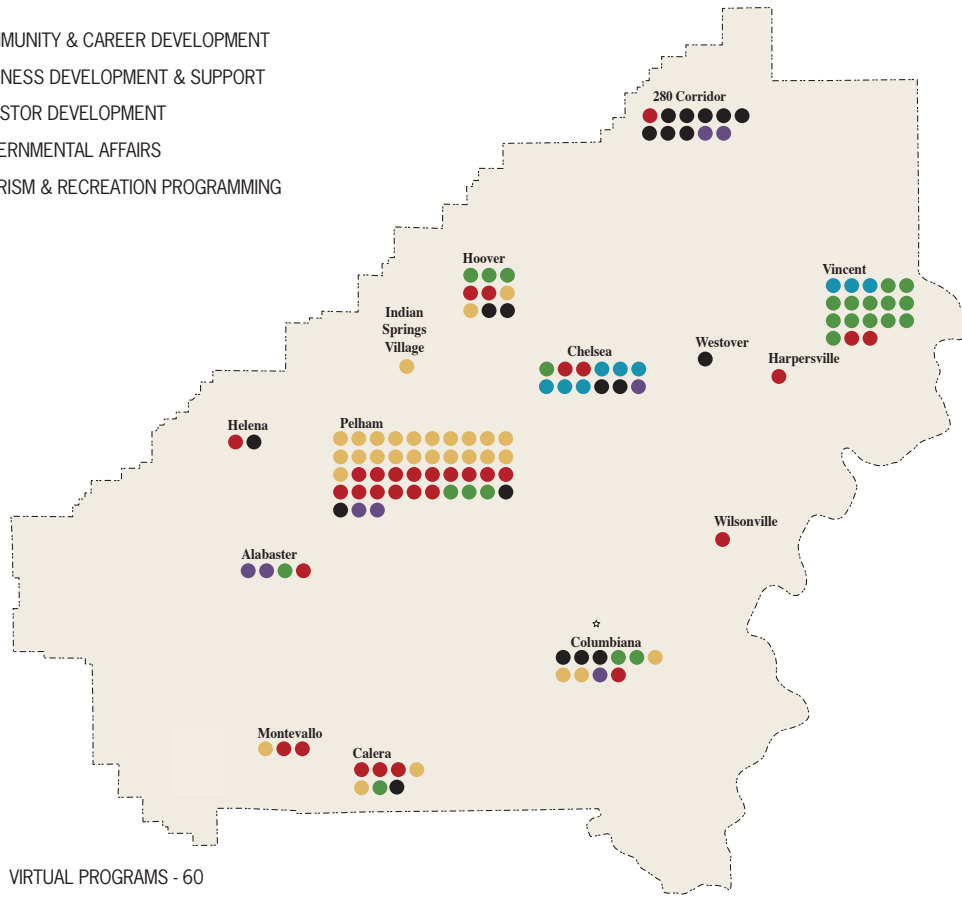 MMUNITY & CAREER DEVELOPMENT
NESS DEVELOPMENT & SUPPORT
STOR DEVELOPMENT
ERNMENTAL AFFAIRS
RISM & RECREATION PROGRAMMING
280 Corridor
Hoover
Vincent
Indian
Springs
Village
Westover
Chelsea
Harpersville
Helena
Pelham
Wilsonville
Alabaster
Columbiana
Montevallo
Calera
VIRTUAL PROGRAMS - 60